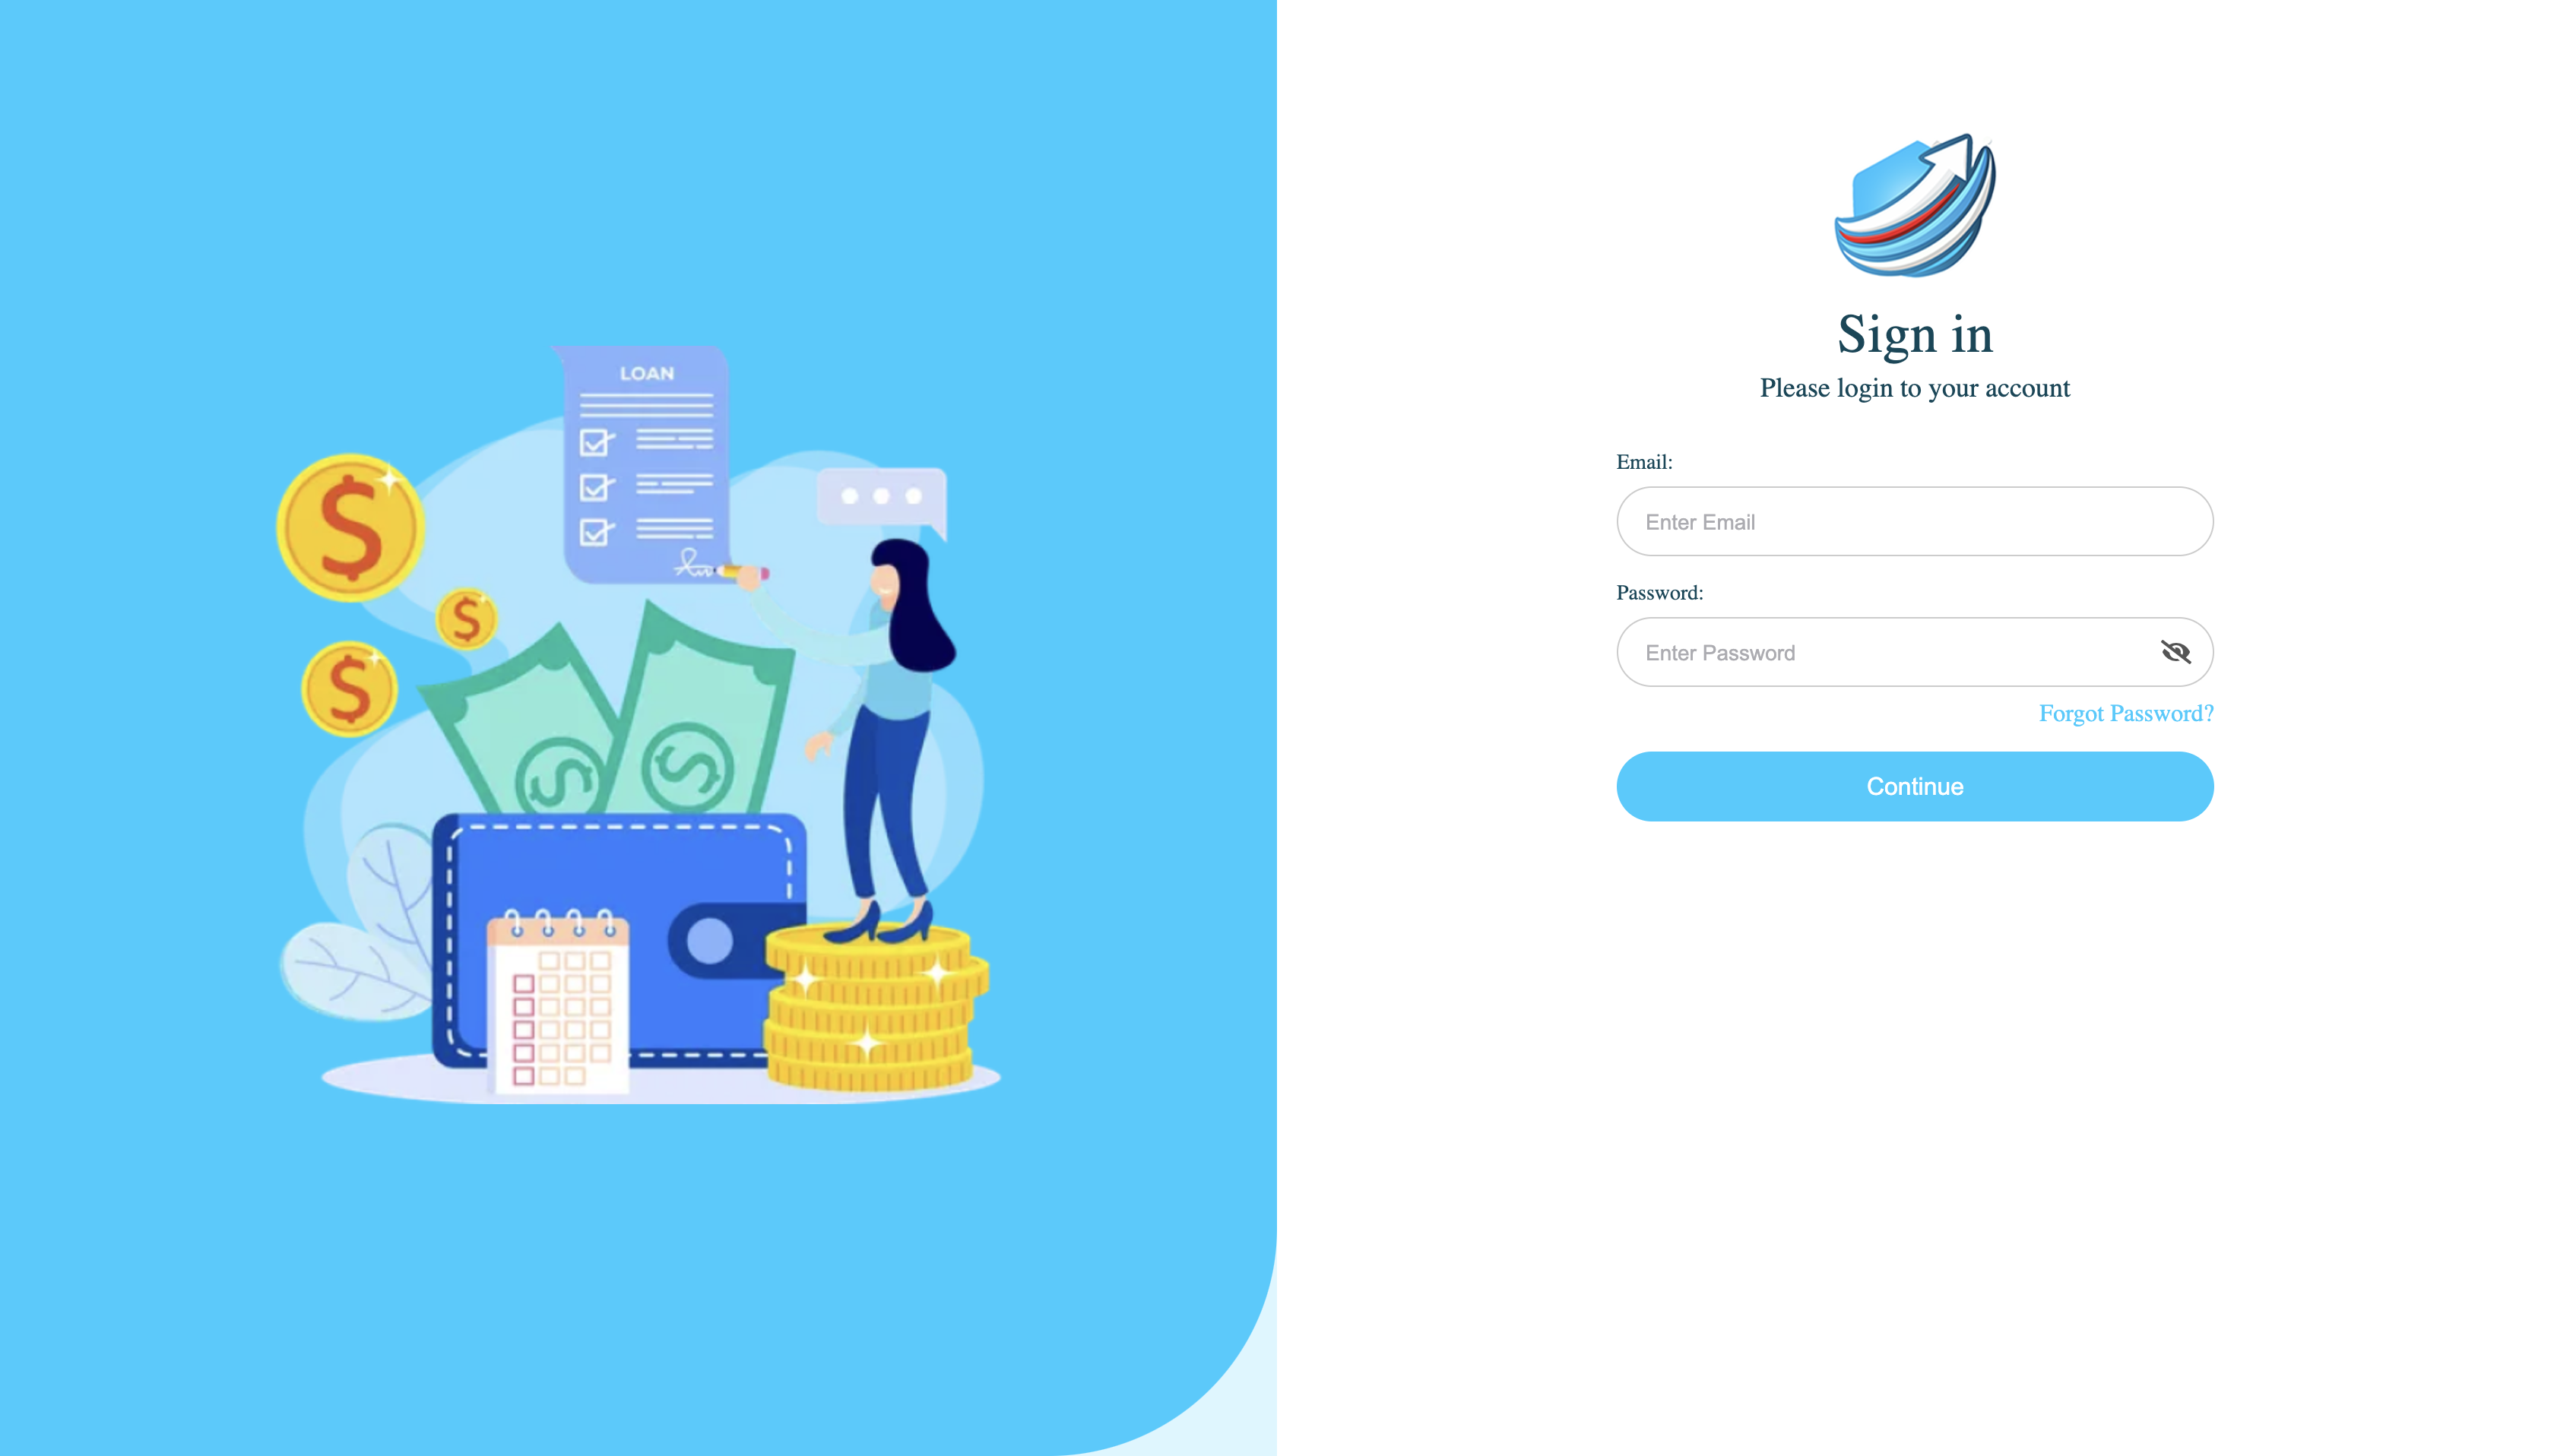 LOAN
Sign in
Please login to your account
Email:
Enter Email
Password:
Enter Password
Forgot Password?
Continue